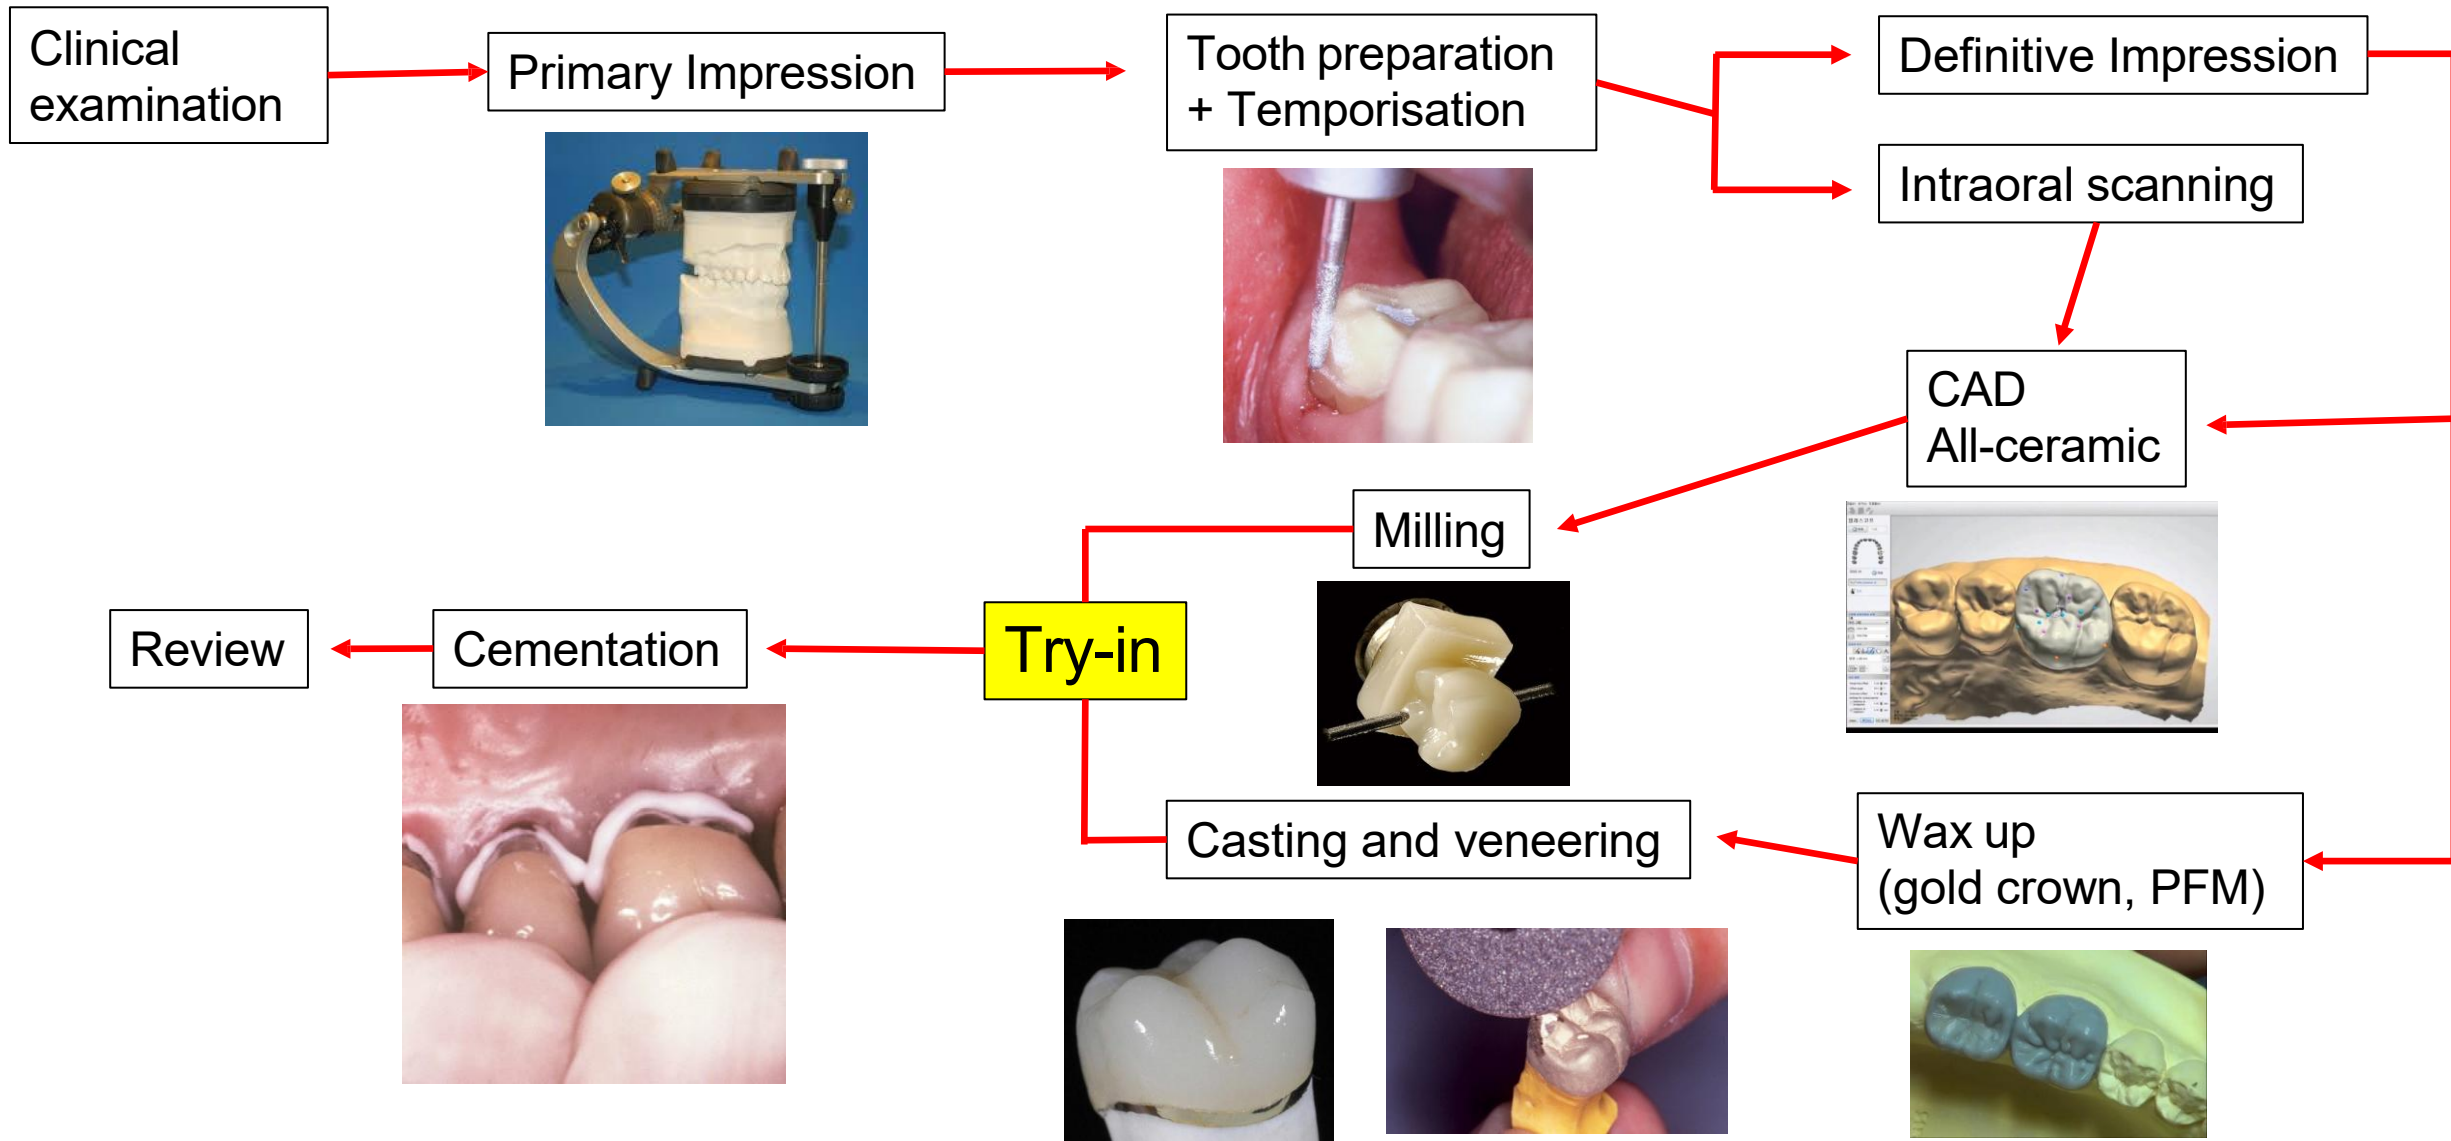 Clinical
examination
Primary Impression
Tooth preparation
+ Temporisation
Definitive Impression
Intraoral scanning
CAD
All-ceramic
Milling
Try-in
Cementation
Review
Casting and veneering
Wax up
(gold crown, PFM)